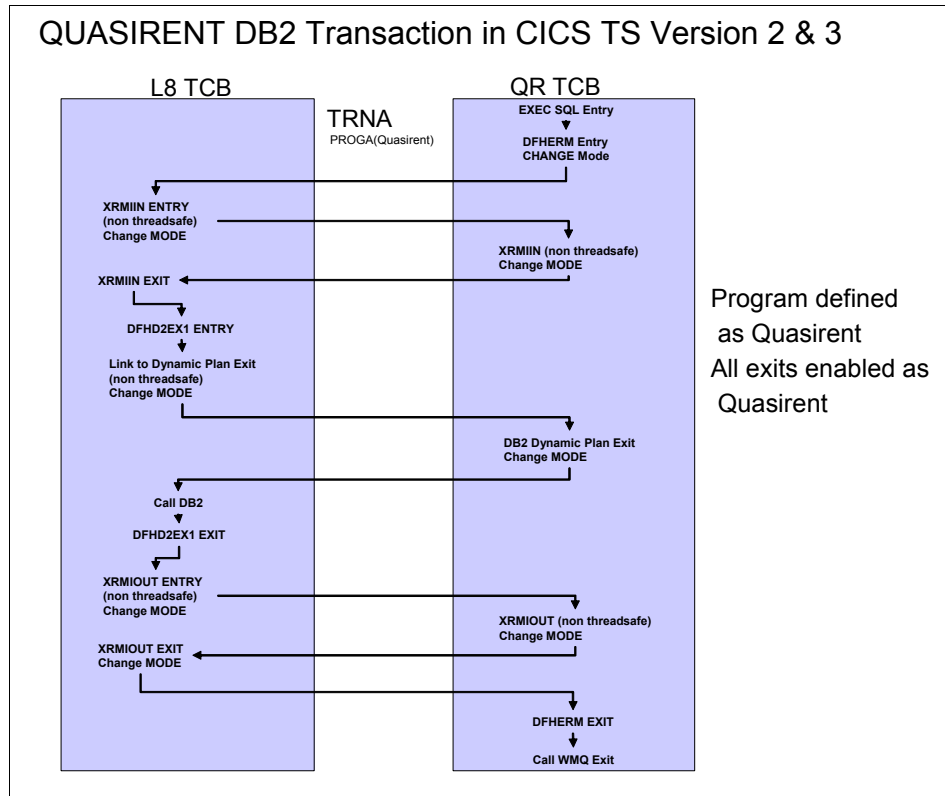 QUASIRENT DB2 Transaction in CICS TS Version 2 & 3
L8 TCB
QR TCB
TRNA
PROGA(Quasirent)
EXEC SQL Entry
DFHERM Entry
CHANGE Mode
XRMIIN ENTRY
(non threadsafe)
Change MODE
XRMIIN (non threadsafe)
Change MODE
XRMIIN EXIT
DFHD2EX1 ENTRY
Link to Dynamic Plan Exit
(non threadsafe)
Change MODE
DB2 Dynamic Plan Exit
Change MODE
Call DB2
DFHD2EX1 EXIT
XRMIOUT ENTRY
(non threadsafe)
Change MODE
XRMIOUT (non threadsafe)
Change MODE
XRMIOUT EXIT
Change MODE
DFHERM EXIT
Call WMQ Exit
Program defined
as Quasirent
All exits enabled as
Quasirent